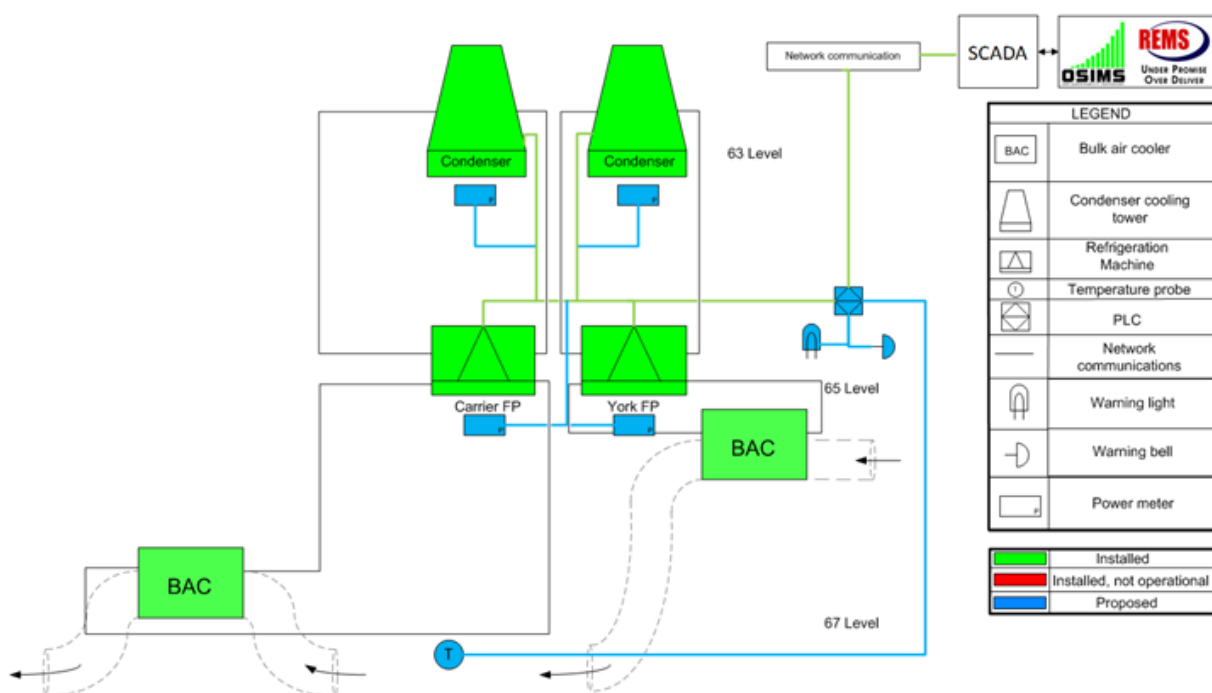 Network communication
SCADA
OSIMS
REMS
UNDER PROMISE
OVER DELIVER
Condenser
Condenser
63 Level
P
P
LEGEND
BAC
Bulk air cooler
Condenser cooling
tower
Refrigeration
Machine
T
Temperature probe
PLC
Network
communications
Warning light
Warning bell
P
Power meter
Installed
Installed, not operational
Proposed
65 Level
Carrier FP
York FP
P
P
BAC
BAC
67 Level
T